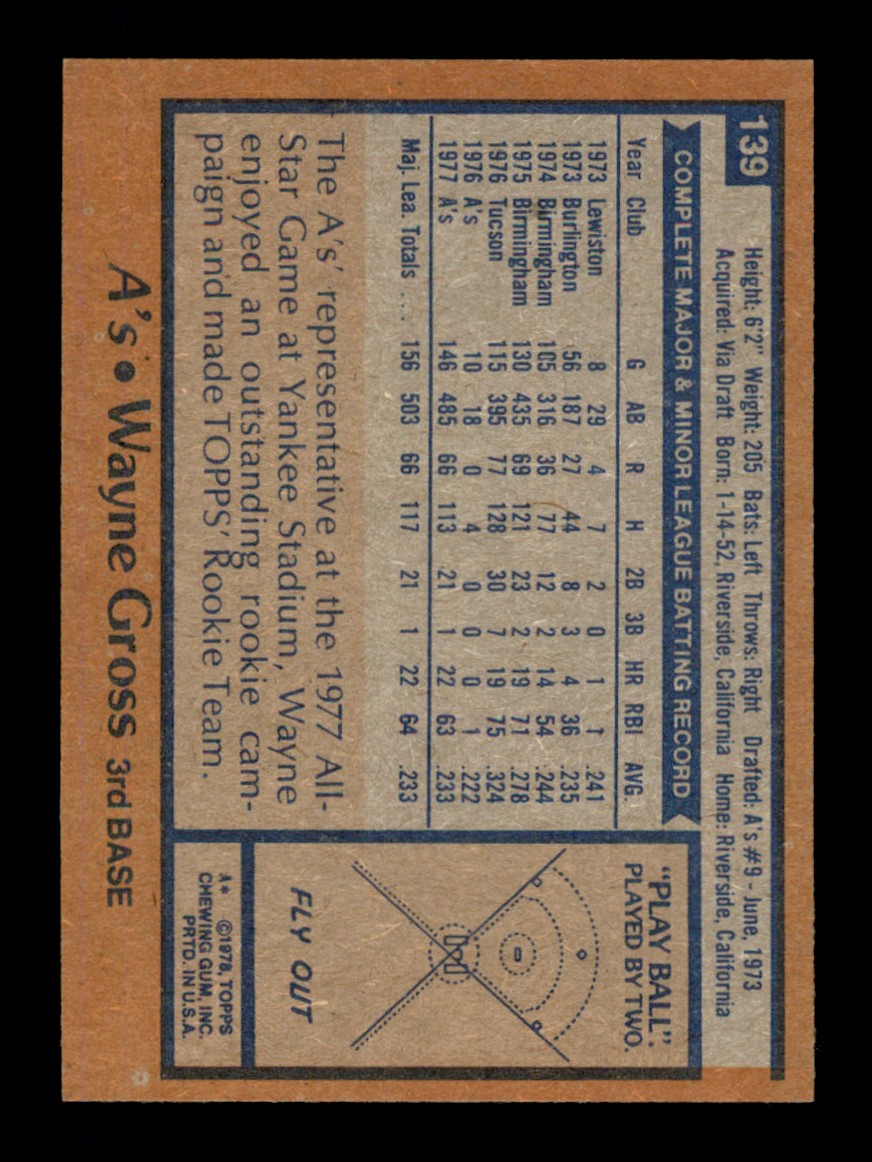 139
Height: 6'2" Weight: 205 Bats: Left Throws: Right Drafted: A's #9 - June, 1973
Acquired: Via Draft Born: 1-14-52, Riverside, California Home: Riverside, California
COMPLETE MAJOR & MINOR LEAGUE BATTING RECORD
Year Club G AB R H 2B 3B HR RBI AVG.
1973 Lewiston 8 29 4 7 2 0 1 1 .241
1973 Burlington 56 187 27 44 8 3 4 36 .235
1974 Birmingham 105 316 36 77 12 2 14 54 .244
1975 Birmingham 130 435 69 121 23 2 19 71 .278
1976 Tucson 115 395 77 128 30 7 19 75 .324
1976 A's 10 18 0 4 0 0 0 1 .222
1977 A's 146 485 66 113 21 1 22 63 .233
Maj. Lea. Totals ... 156 503 66 117 21 1 22 64 .233
The A's' representative at the 1977 All-
Star Game at Yankee Stadium, Wayne
enjoyed an outstanding rookie cam-
paign and made TOPPS' Rookie Team.
"PLAY BALL":
PLAYED BY TWO.
FLY OUT
A* ©1978, TOPPS
CHEWING GUM, INC.
PRTD. IN U.S.A.
A's • Wayne Gross 3rd BASE